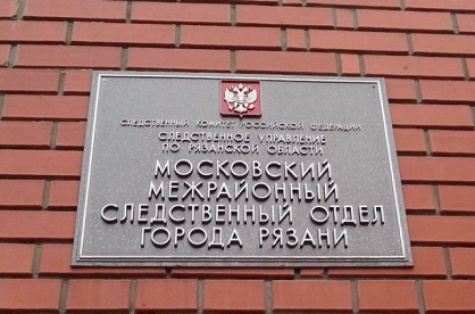 СЛЕДСТВЕННЫЙ КОМИТЕТ РОССИЙСКОЙ ФЕДЕРАЦИИ
СЛЕДСТВЕННОЕ УПРАВЛЕНИЕ
ПО РЯЗАНСКОЙ ОБЛАСТИ
МОСКОВСКИЙ
МЕЖРАЙОННЫЙ
СЛЕДСТВЕННЫЙ ОТДЕЛ
ГОРОДА РЯЗАНИ